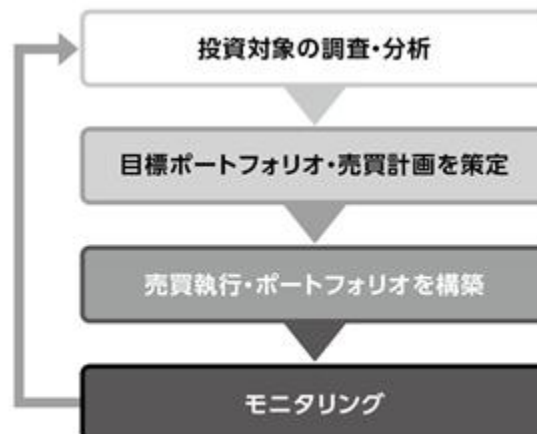 投資対象の調査・分析
目標ポートフォリオ・売買計画を策定
売買執行・ポートフォリオを構築
モニタリング